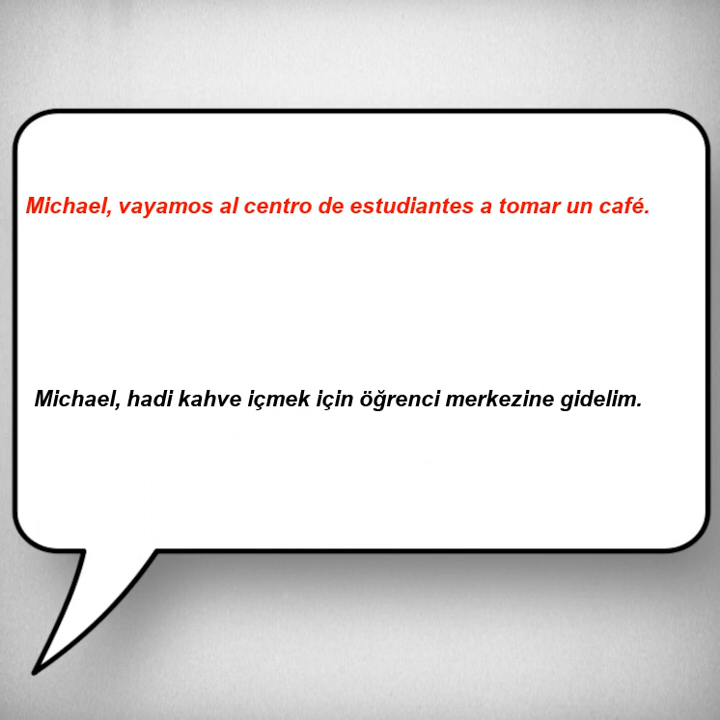 Michael, vayamos al centro de estudiantes a tomar un café.
Michael, hadi kahve içmek için öğrenci merkezine gidelim.